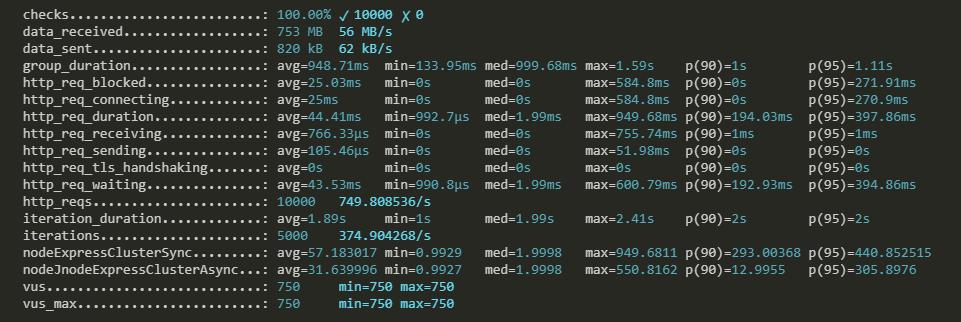 checks.........................: 100.00% ✓ 10000 ✗ 0
data_received..................: 753 MB 56 MB/s
data_sent......................: 820 kB 62 kB/s
group_duration.................: avg=948.71ms min=133.95ms med=999.68ms max=1.59s p(90)=1s p(95)=1.11s
http_req_blocked...............: avg=25.03ms min=0s med=0s max=584.8ms p(90)=0s p(95)=271.91ms
http_req_connecting............: avg=25ms min=0s med=0s max=584.8ms p(90)=0s p(95)=270.9ms
http_req_duration..............: avg=44.41ms min=992.7µs med=1.99ms max=949.68ms p(90)=194.03ms p(95)=397.86ms
http_req_receiving.............: avg=766.33µs min=0s med=0s max=755.74ms p(90)=1ms p(95)=1ms
http_req_sending...............: avg=105.46µs min=0s med=0s max=51.98ms p(90)=0s p(95)=0s
http_req_tls_handshaking.......: avg=0s min=0s med=0s max=0s p(90)=0s p(95)=0s
http_req_waiting...............: avg=43.53ms min=990.8µs med=1.99ms max=600.79ms p(90)=192.93ms p(95)=394.86ms
http_reqs......................: 10000 749.808536/s
iteration_duration.............: avg=1.89s min=1s med=1.99s max=2.41s p(90)=2s p(95)=2s
iterations.....................: 5000 374.904268/s
nodeExpressClusterSync.........: avg=57.183017 min=0.9929 med=1.9998 max=949.6811 p(90)=293.00368 p(95)=440.852515
nodeJnodeExpressClusterAsync...: avg=31.639996 min=0.9927 med=1.9998 max=550.8162 p(90)=12.9955 p(95)=305.8976
vus............................: 750 min=750 max=750
vus_max........................: 750 min=750 max=750